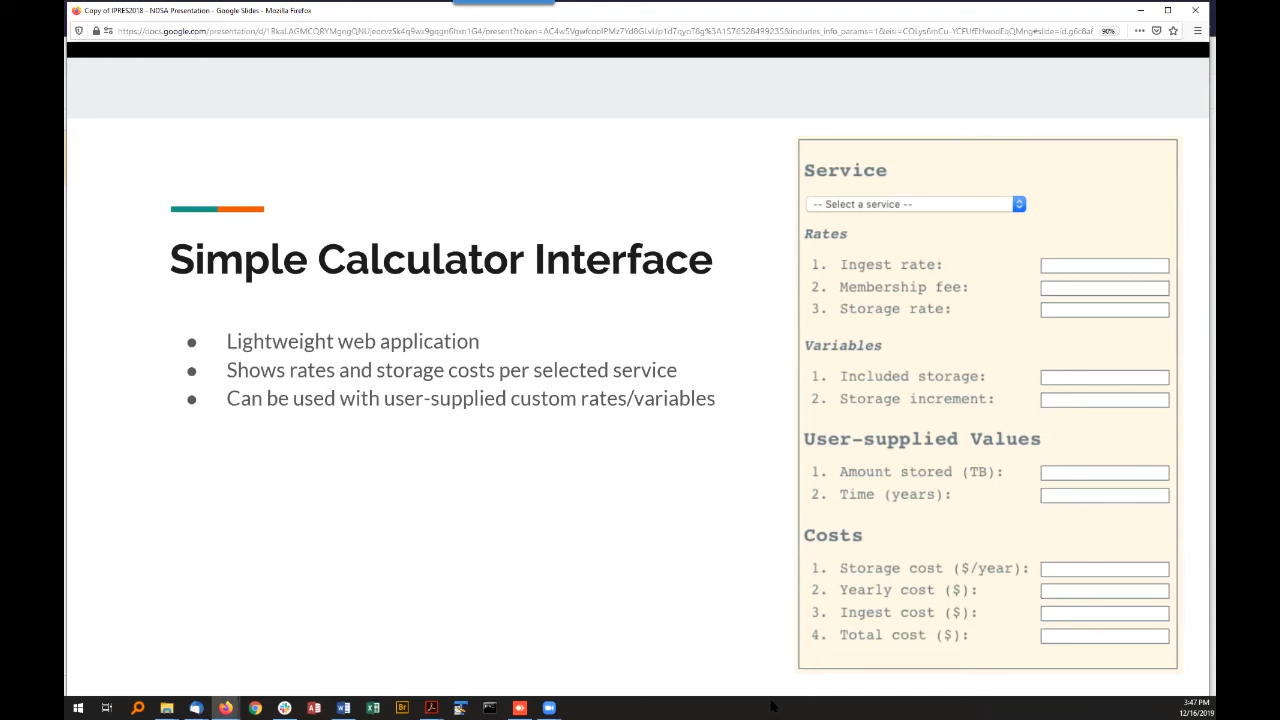 Copy of IPRES2018 - NDSA Presentation - Google Slides - Mozilla Firefox
90%
Simple Calculator Interface
● Lightweight web application
● Shows rates and storage costs per selected service
● Can be used with user-supplied custom rates/variables
Service
-- Select a service --
Rates
1. Ingest rate:
2. Membership fee:
3. Storage rate:
Variables
1. Included storage:
2. Storage increment:
User-supplied Values
1. Amount stored (TB):
2. Time (years):
Costs
1. Storage cost ($/year):
2. Yearly cost ($):
3. Ingest cost ($):
4. Total cost ($):
Br
3:47 PM
12/16/2019